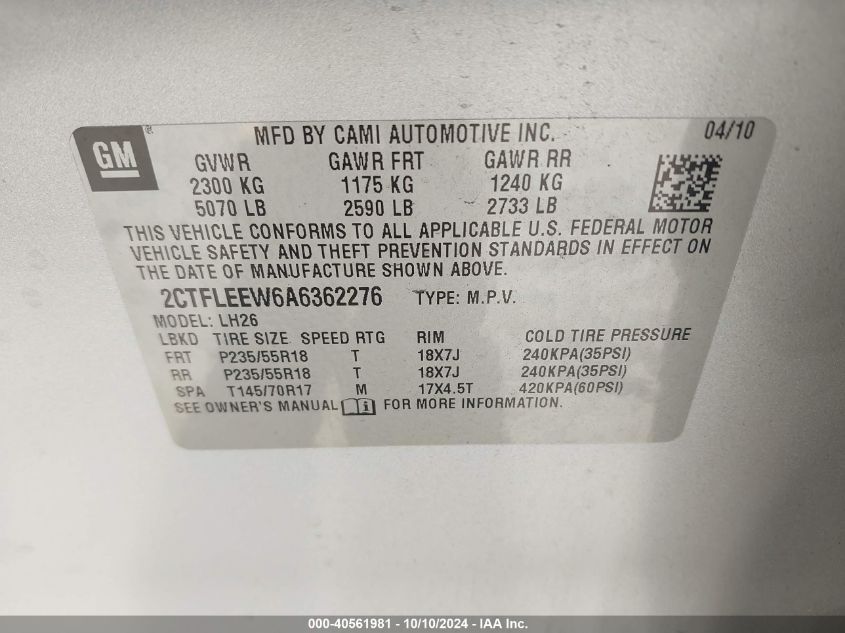 GM
MFD BY CAMI AUTOMOTIVE INC. 04/10
GVWR GAWR FRT GAWR RR
2300 KG 1175 KG 1240 KG
5070 LB 2590 LB 2733 LB
THIS VEHICLE CONFORMS TO ALL APPLICABLE U.S. FEDERAL MOTOR
VEHICLE SAFETY AND THEFT PREVENTION STANDARDS IN EFFECT ON
THE DATE OF MANUFACTURE SHOWN ABOVE.
2CTFLEEW6A6362276 TYPE: M.P.V.
MODEL: LH26
LBKD TIRE SIZE SPEED RTG RIM COLD TIRE PRESSURE
FRT P235/55R18 T 18X7J 240KPA(35PSI)
RR P235/55R18 T 18X7J 240KPA(35PSI)
SPA T145/70R17 M 17X4.5T 420KPA(60PSI)
SEE OWNER'S MANUAL i FOR MORE INFORMATION.
000-40561981 - 10/10/2024 - IAA Inc.